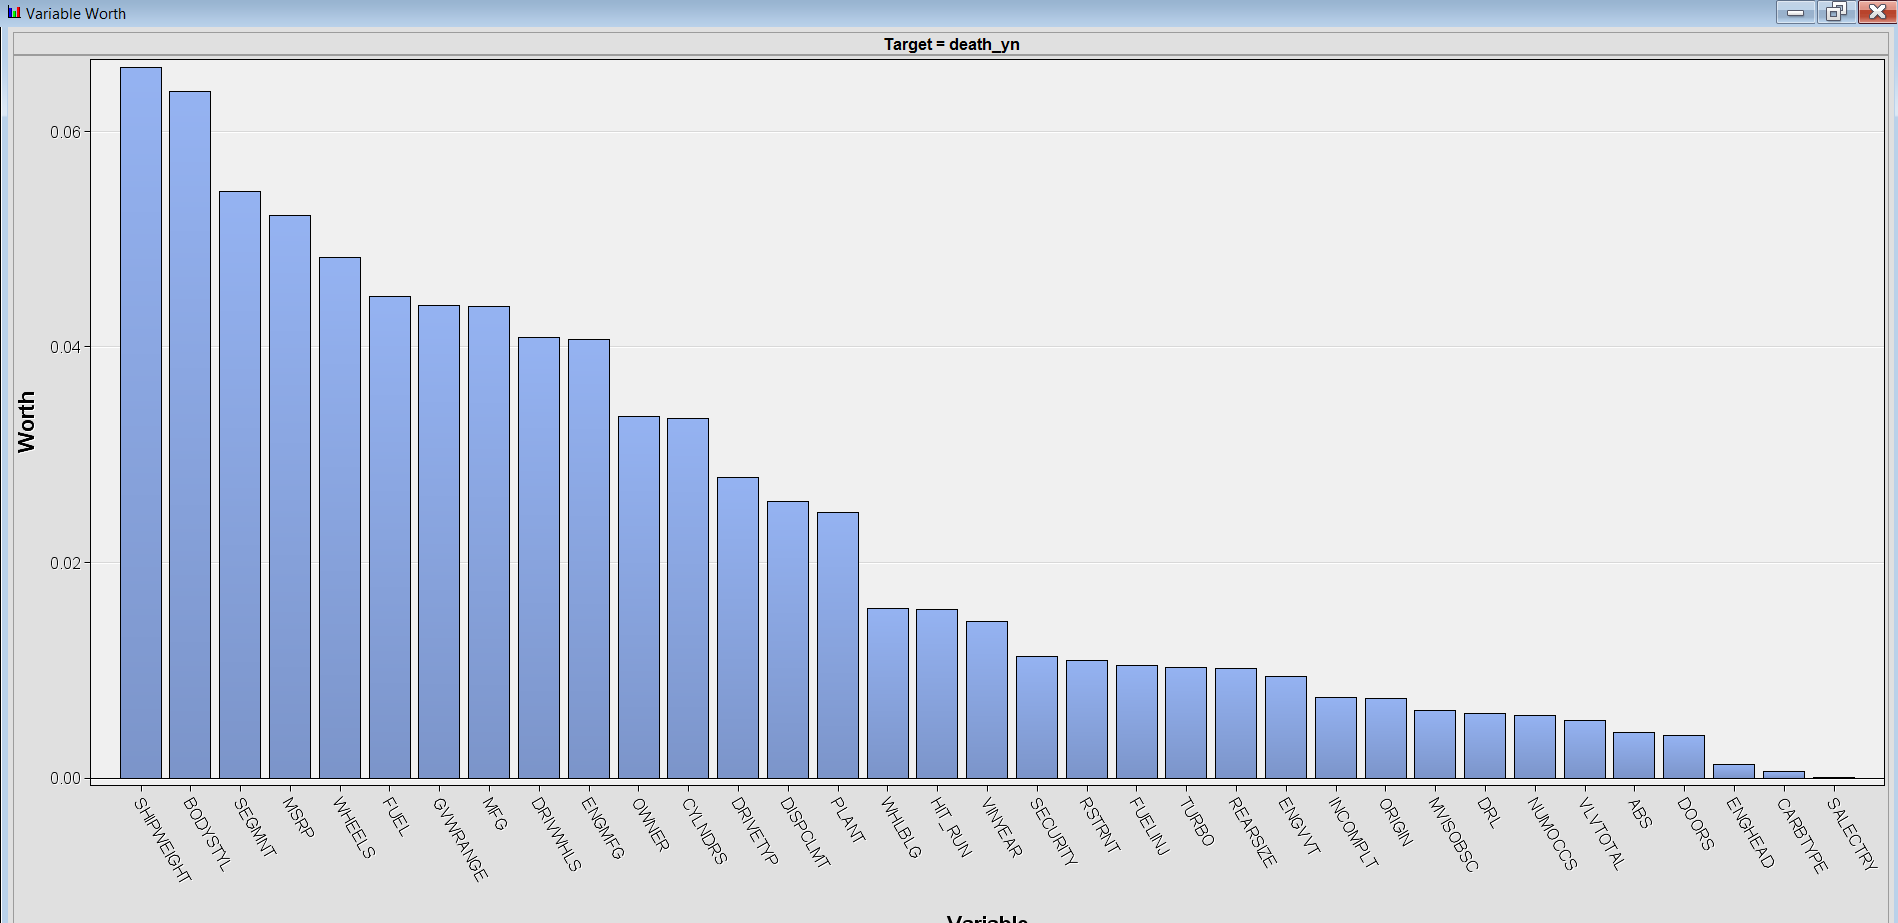 Variable Worth
Target = death_yn
Worth
0.06
0.04
0.02
0.00
SHIPWEIGHT
BODYSTYL
SEGMNT
MSRP
WHEELS
FUEL
GVWRANGE
MFG
DRIVWHLS
ENGMFG
OWNER
CYLNDRS
DRIVETYP
DISPCLMT
PLANT
WHLBLG
HIT_RUN
VINYEAR
SECURITY
RSTRNT
FUELINJ
TURBO
REARSIZE
ENGVVT
INCOMPLT
ORIGIN
MVISOBSC
DRL
NUMOCCS
VLVTOTAL
ABS
DOORS
ENGHEAD
CARBTYPE
SALECTRY
Variable